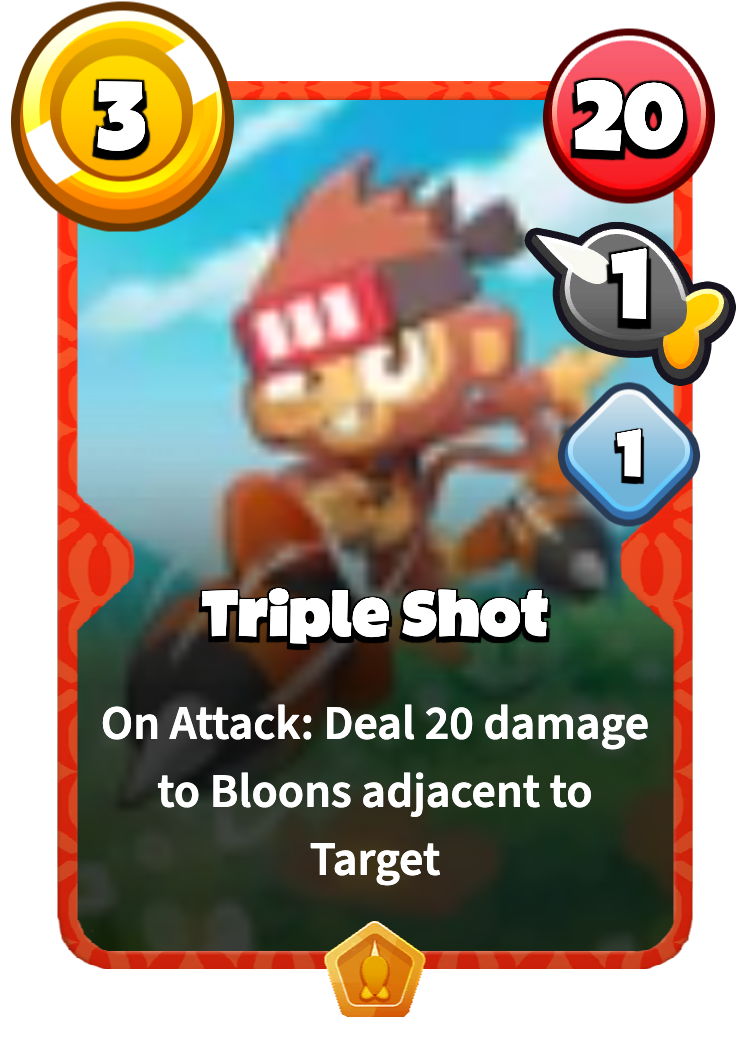 3
20
1
1
Triple Shot
On Attack: Deal 20 damage
to Bloons adjacent to
Target